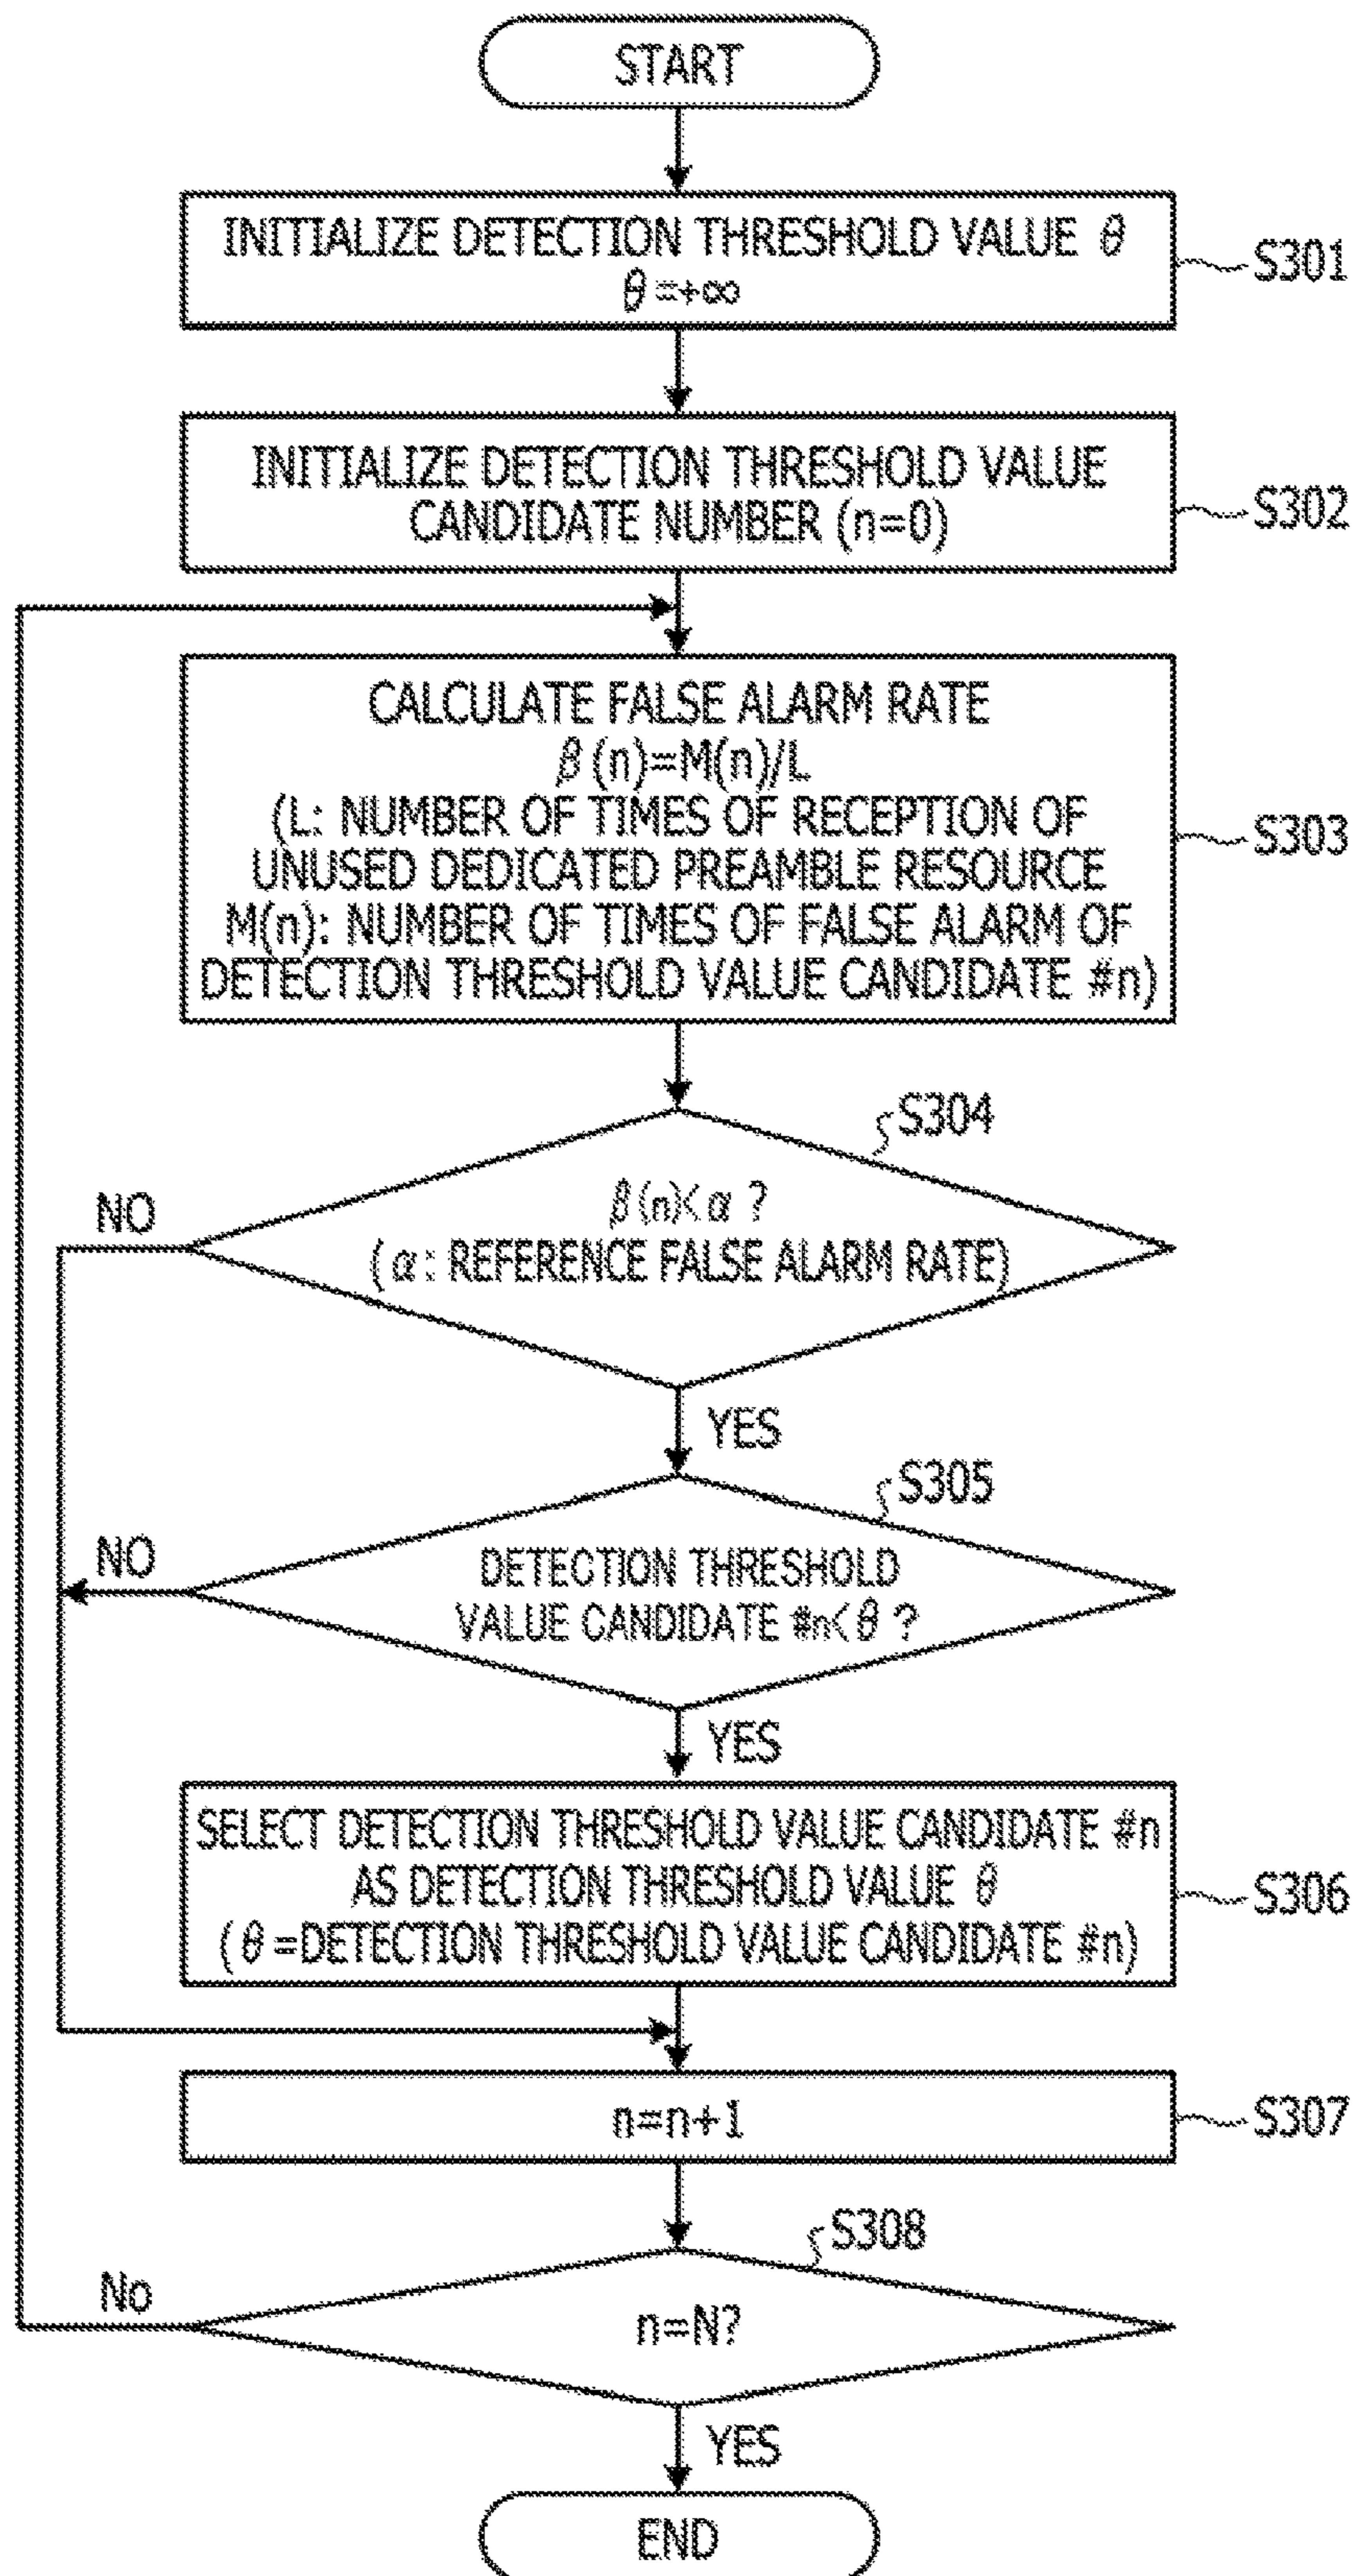 START
INITIALIZE DETECTION THRESHOLD VALUE θ
θ=+∞
S301
INITIALIZE DETECTION THRESHOLD VALUE
CANDIDATE NUMBER (n=0)
S302
CALCULATE FALSE ALARM RATE
β(n)=M(n)/L
(L: NUMBER OF TIMES OF RECEPTION OF
UNUSED DEDICATED PREAMBLE RESOURCE
M(n): NUMBER OF TIMES OF FALSE ALARM OF
DETECTION THRESHOLD VALUE CANDIDATE #n)
S303
S304
NO
β(n)<α ?
(α: REFERENCE FALSE ALARM RATE)
YES
S305
NO
DETECTION THRESHOLD
VALUE CANDIDATE #n<θ ?
YES
SELECT DETECTION THRESHOLD VALUE CANDIDATE #n
AS DETECTION THRESHOLD VALUE θ
(θ=DETECTION THRESHOLD VALUE CANDIDATE #n)
S306
n=n+1
S307
S308
No
n=N?
YES
END